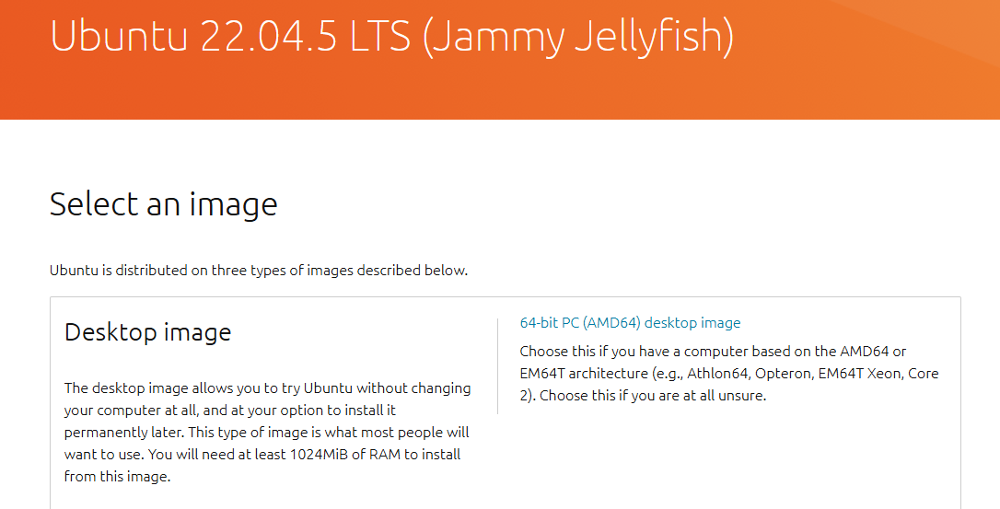 Ubuntu 22.04.5 LTS (Jammy Jellyfish)
Select an image
Ubuntu is distributed on three types of images described below.
Desktop image
The desktop image allows you to try Ubuntu without changing
your computer at all, and at your option to install it
permanently later. This type of image is what most people will
want to use. You will need at least 1024MiB of RAM to install
from this image.
64-bit PC (AMD64) desktop image
Choose this if you have a computer based on the AMD64 or
EM64T architecture (e.g., Athlon64, Opteron, EM64T Xeon, Core
2). Choose this if you are at all unsure.